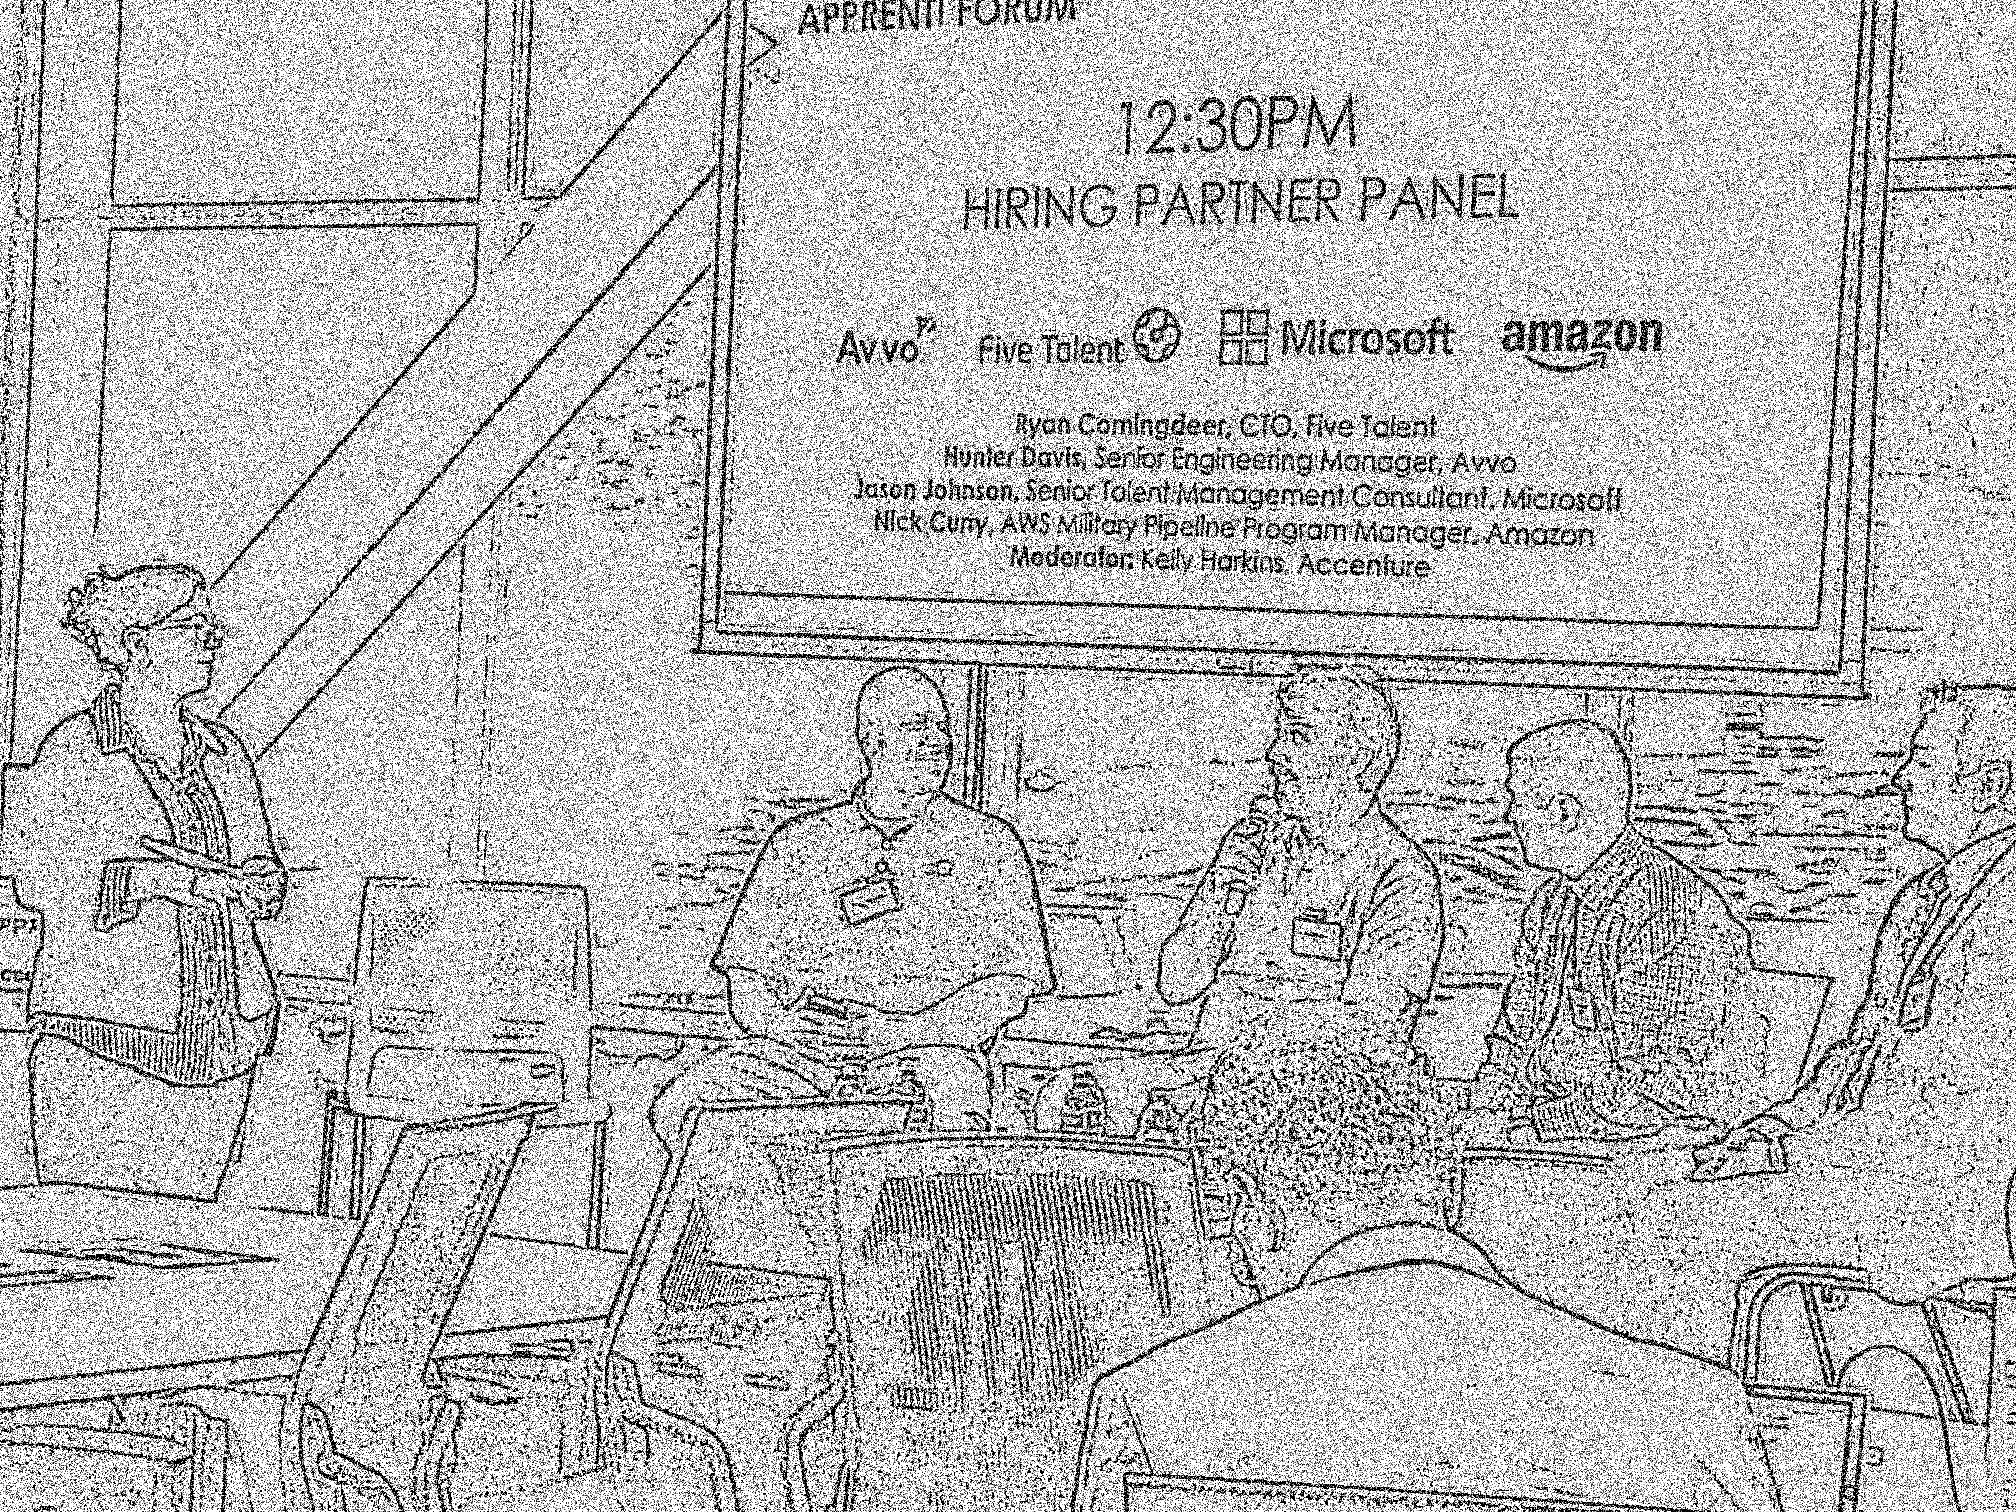 APPRENTI FORUM
12:30PM
HIRING PARTNER PANEL
Avvo Five Talent Microsoft amazon
Ryan Comingdeer, CTO, Five Talent
Hunter Davis, Senior Engineering Manager, Avvo
Jason Johnson, Senior Talent Management Consultant, Microsoft
Nick Curry, AWS Military Pipeline Program Manager, Amazon
Moderator: Kelly Harkins, Accenture